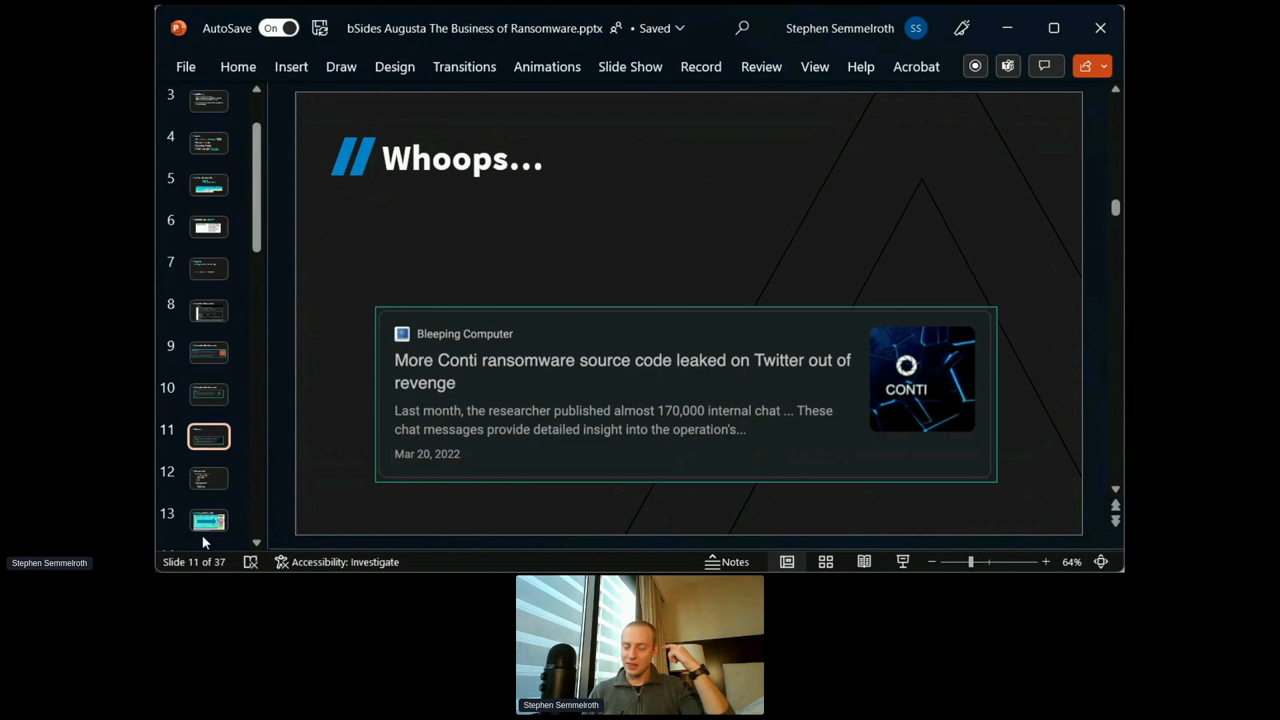 AutoSave On bSides Augusta The Business of Ransomware.pptx • Saved Stephen Semmelroth SS
File Home Insert Draw Design Transitions Animations Slide Show Record Review View Help Acrobat
3
4
5
6
7
8
9
10
11
12
13
// Whoops...
Bleeping Computer
More Conti ransomware source code leaked on Twitter out of
revenge
Last month, the researcher published almost 170,000 internal chat ... These
chat messages provide detailed insight into the operation's...
Mar 20, 2022
CONTI
Slide 11 of 37 Accessibility: Investigate Notes 64%
Stephen Semmelroth
Stephen Semmelroth